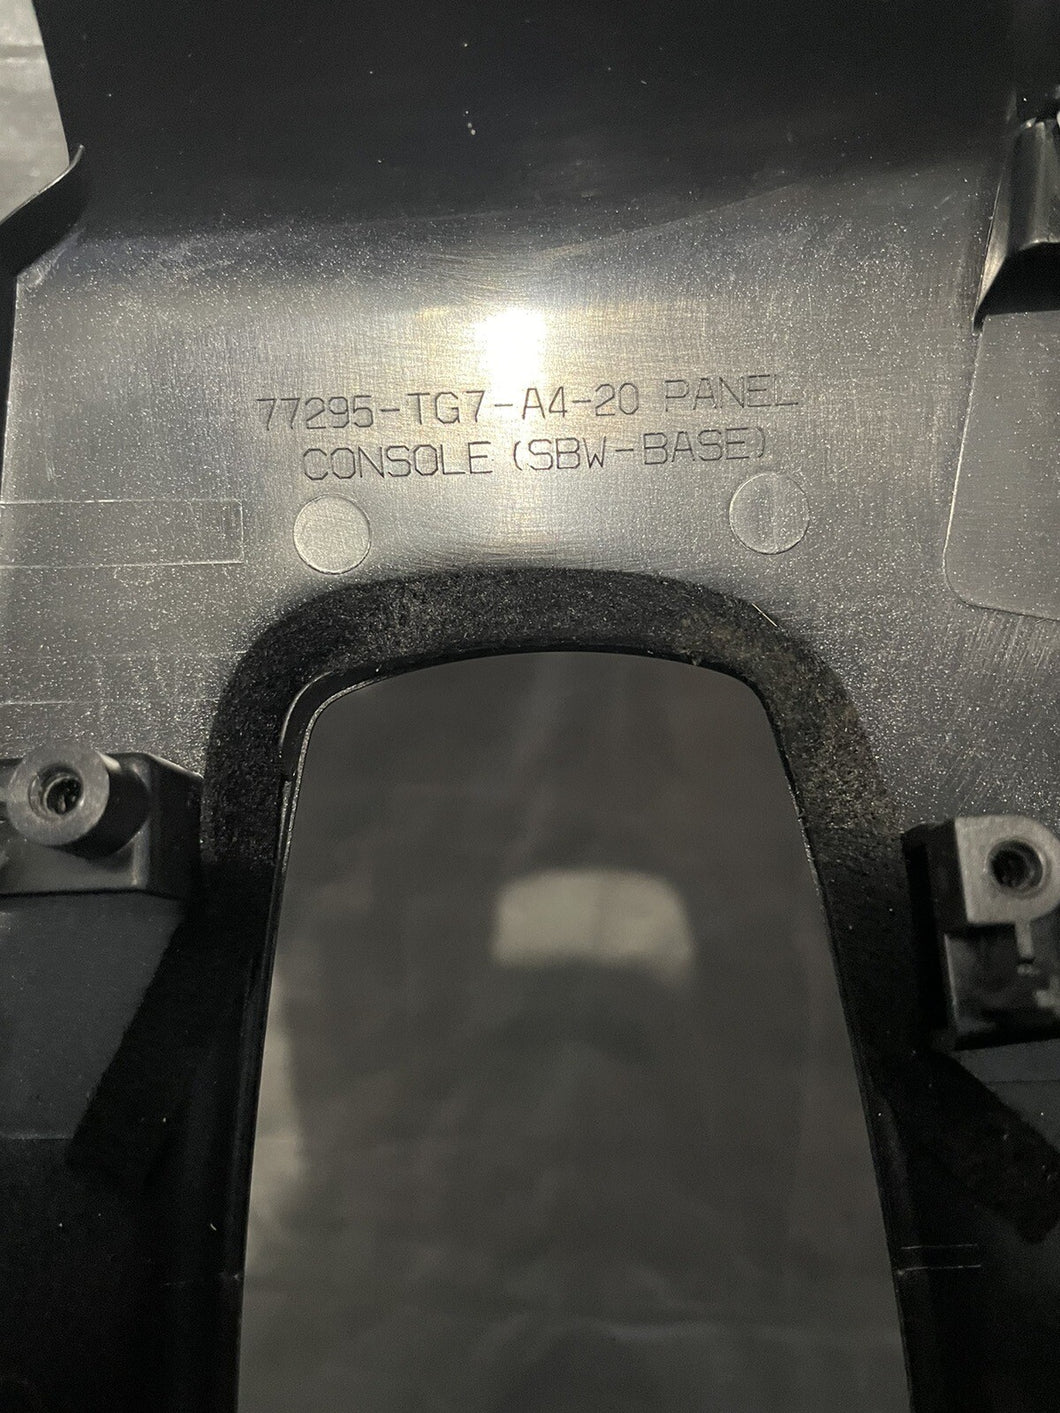 77295-TG7-A4-20 PANEL
CONSOLE (SBW-BASE)